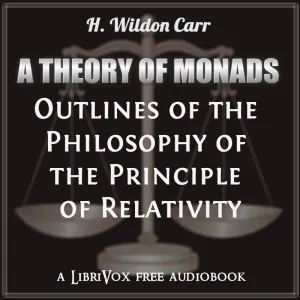 H. Wildon Carr
A THEORY OF MONADS
OUTLINES OF THE
PHILOSOPHY OF
THE PRINCIPLE
OF RELATIVITY
a LIBRIVOX FREE AUDIOBOOK